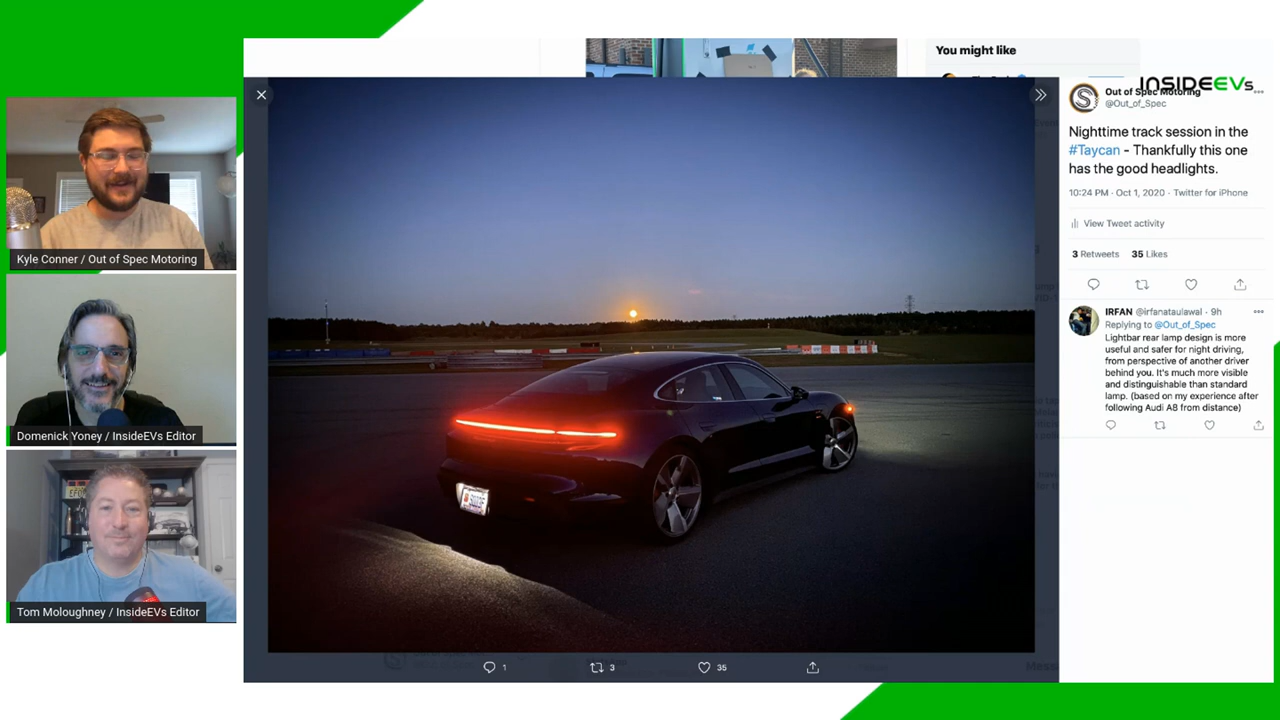 You might like
INSIDEEVs
Out of Spec Motoring
@Out_of_Spec
Nighttime track session in the
#Taycan - Thankfully this one
has the good headlights.
10:24 PM · Oct 1, 2020 · Twitter for iPhone
View Tweet activity
3 Retweets 35 Likes
IRFAN @irfanataulawal · 9h
Replying to @Out_of_Spec
Lightbar rear lamp design is more
useful and safer for night driving,
from perspective of another driver
behind you. It's much more visible
and distinguishable than standard
lamp. (based on my experience after
following Audi A8 from distance)
Kyle Conner / Out of Spec Motoring
Domenick Yoney / InsideEVs Editor
Tom Moloughney / InsideEVs Editor
1
3
35